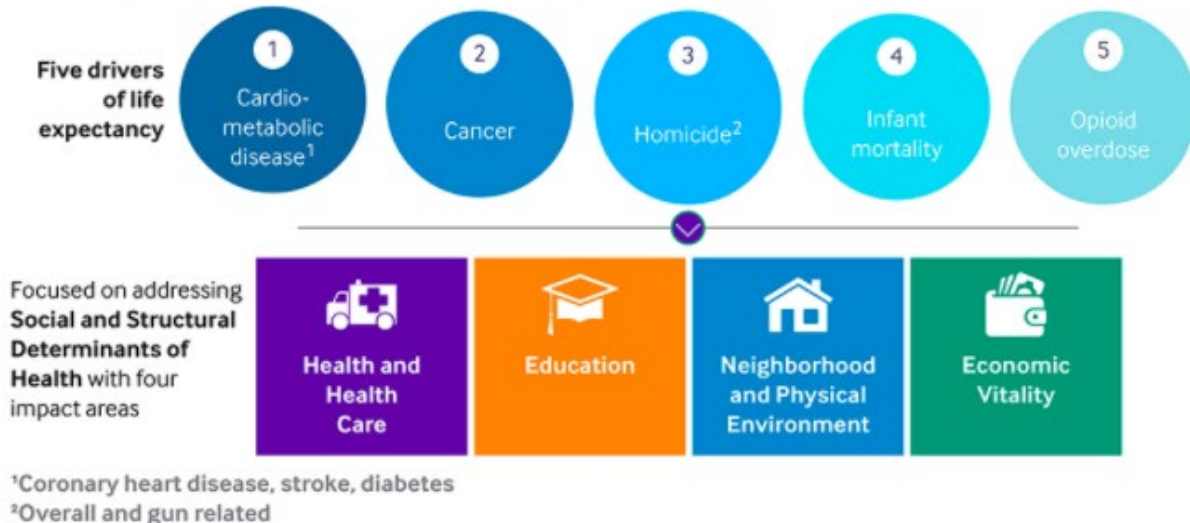 Five drivers
of life
expectancy
1
Cardio-
metabolic
disease¹
2
Cancer
3
Homicide²
4
Infant
mortality
5
Opioid
overdose
Focused on addressing
Social and Structural
Determinants of
Health with four
impact areas
Health and
Health
Care
Education
Neighborhood
and Physical
Environment
Economic
Vitality
¹Coronary heart disease, stroke, diabetes
²Overall and gun related